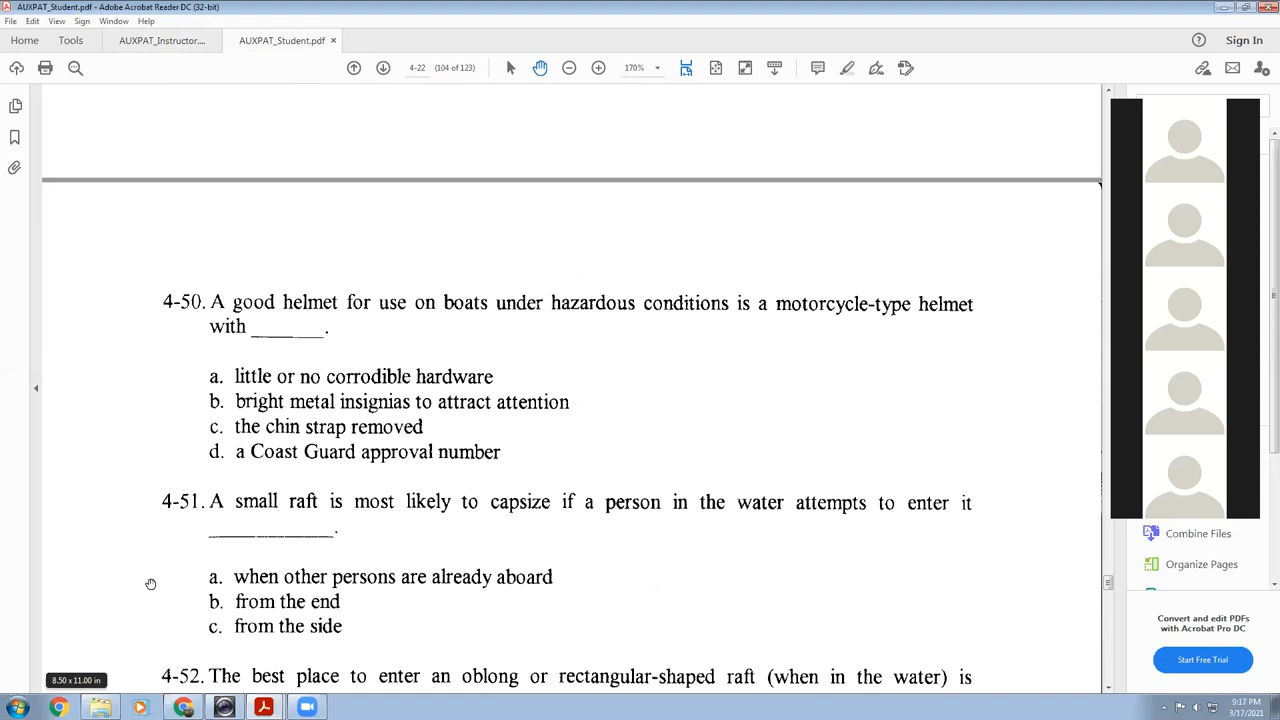 AUXPAT_Student.pdf - Adobe Acrobat Reader DC (32-bit)
File Edit View Sign Window Help
Home Tools AUXPAT_Instructor.... AUXPAT_Student.pdf × Sign In
4-22 (104 of 123) 170%
4-50. A good helmet for use on boats under hazardous conditions is a motorcycle-type helmet
with _______.
a. little or no corrodible hardware
b. bright metal insignias to attract attention
c. the chin strap removed
d. a Coast Guard approval number
4-51. A small raft is most likely to capsize if a person in the water attempts to enter it
____________.
a. when other persons are already aboard
b. from the end
c. from the side
4-52. The best place to enter an oblong or rectangular-shaped raft (when in the water) is
Combine Files
Organize Pages
Convert and edit PDFs
with Acrobat Pro DC
Start Free Trial
8.50 x 11.00 in
9:17 PM
3/17/2021